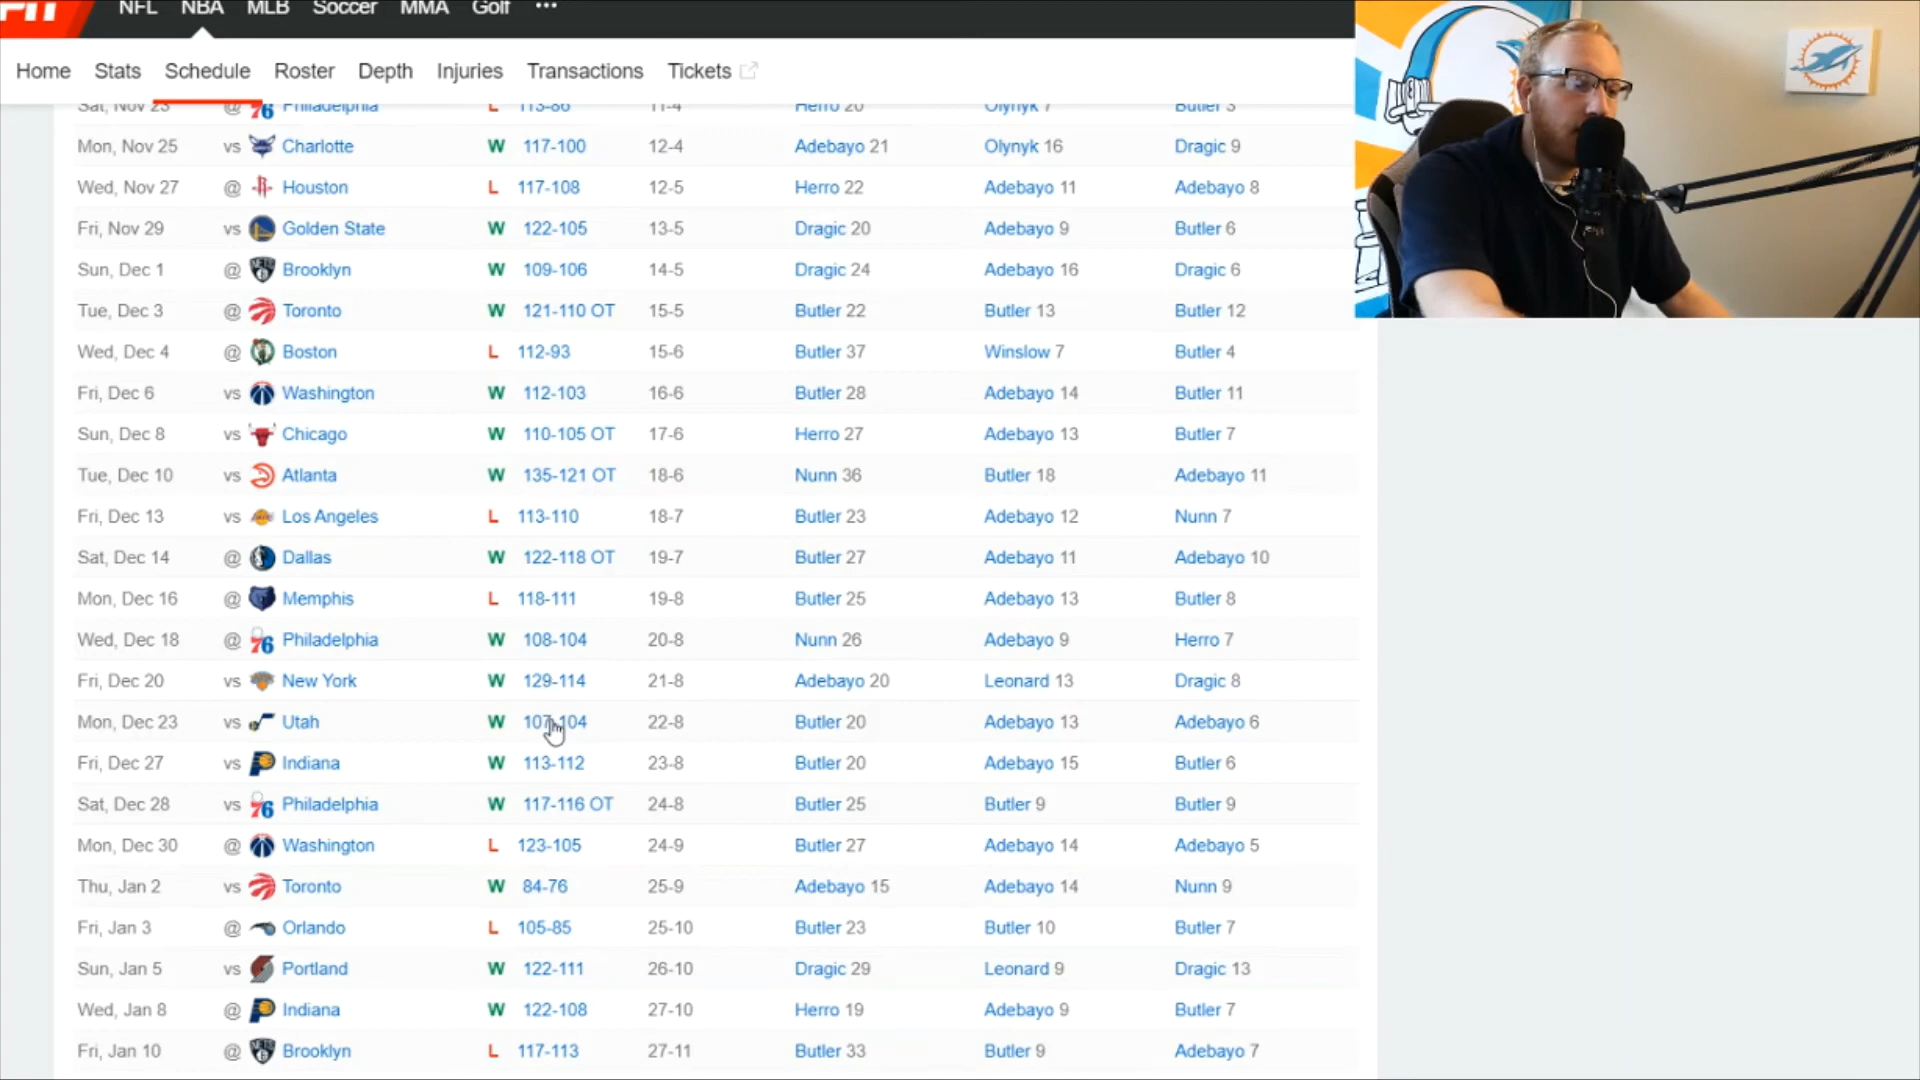 NFL NBA MLB Soccer MMA Golf ...
Home Stats Schedule Roster Depth Injuries Transactions Tickets
Sat, Nov 23 @ Philadelphia L 113-86 11-4 Herro 20 Olynyk 7 Butler 3
Mon, Nov 25 vs Charlotte W 117-100 12-4 Adebayo 21 Olynyk 16 Dragic 9
Wed, Nov 27 @ Houston L 117-108 12-5 Herro 22 Adebayo 11 Adebayo 8
Fri, Nov 29 vs Golden State W 122-105 13-5 Dragic 20 Adebayo 9 Butler 6
Sun, Dec 1 @ Brooklyn W 109-106 14-5 Dragic 24 Adebayo 16 Dragic 6
Tue, Dec 3 @ Toronto W 121-110 OT 15-5 Butler 22 Butler 13 Butler 12
Wed, Dec 4 @ Boston L 112-93 15-6 Butler 37 Winslow 7 Butler 4
Fri, Dec 6 vs Washington W 112-103 16-6 Butler 28 Adebayo 14 Butler 11
Sun, Dec 8 vs Chicago W 110-105 OT 17-6 Herro 27 Adebayo 13 Butler 7
Tue, Dec 10 vs Atlanta W 135-121 OT 18-6 Nunn 36 Butler 18 Adebayo 11
Fri, Dec 13 vs Los Angeles L 113-110 18-7 Butler 23 Adebayo 12 Nunn 7
Sat, Dec 14 @ Dallas W 122-118 OT 19-7 Butler 27 Adebayo 11 Adebayo 10
Mon, Dec 16 @ Memphis L 118-111 19-8 Butler 25 Adebayo 13 Butler 8
Wed, Dec 18 @ Philadelphia W 108-104 20-8 Nunn 26 Adebayo 9 Herro 7
Fri, Dec 20 vs New York W 129-114 21-8 Adebayo 20 Leonard 13 Dragic 8
Mon, Dec 23 vs Utah W 107-104 22-8 Butler 20 Adebayo 13 Adebayo 6
Fri, Dec 27 vs Indiana W 113-112 23-8 Butler 20 Adebayo 15 Butler 6
Sat, Dec 28 vs Philadelphia W 117-116 OT 24-8 Butler 25 Butler 9 Butler 9
Mon, Dec 30 @ Washington L 123-105 24-9 Butler 27 Adebayo 14 Adebayo 5
Thu, Jan 2 vs Toronto W 84-76 25-9 Adebayo 15 Adebayo 14 Nunn 9
Fri, Jan 3 @ Orlando L 105-85 25-10 Butler 23 Butler 10 Butler 7
Sun, Jan 5 vs Portland W 122-111 26-10 Dragic 29 Leonard 9 Dragic 13
Wed, Jan 8 @ Indiana W 122-108 27-10 Herro 19 Adebayo 9 Butler 7
Fri, Jan 10 @ Brooklyn L 117-113 27-11 Butler 33 Butler 9 Adebayo 7